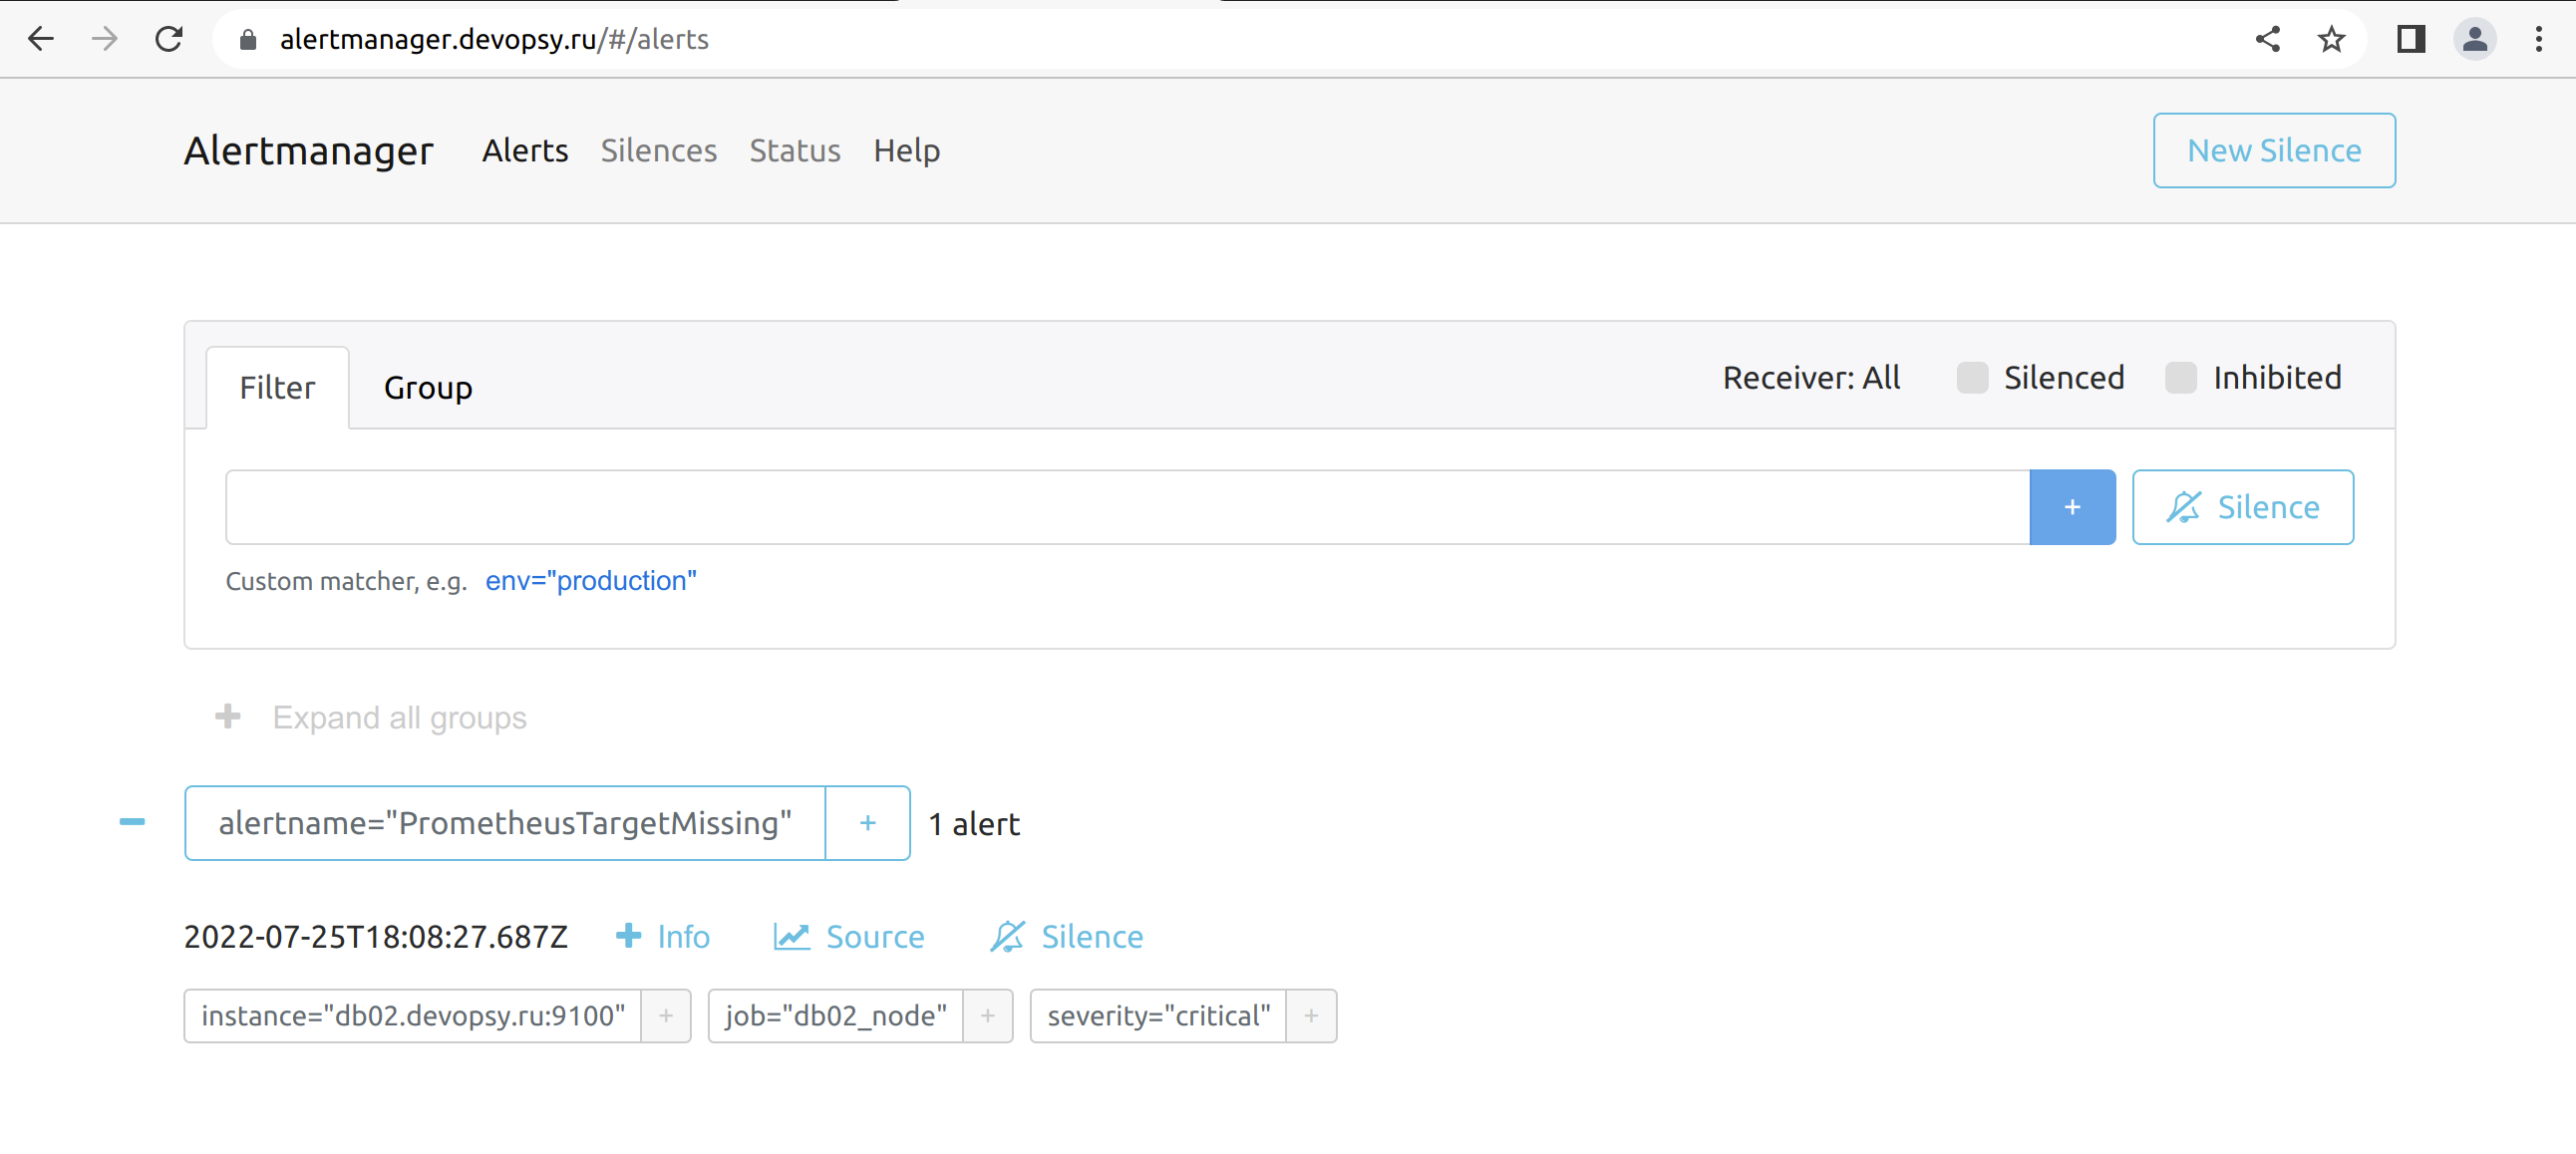 alertmanager.devopsy.ru/#/alerts
Alertmanager Alerts Silences Status Help New Silence
Filter Group Receiver: All Silenced Inhibited
+ Silence
Custom matcher, e.g. env="production"
+ Expand all groups
alertname="PrometheusTargetMissing" + 1 alert
2022-07-25T18:08:27.687Z + Info Source Silence
instance="db02.devopsy.ru:9100" + job="db02_node" + severity="critical" +